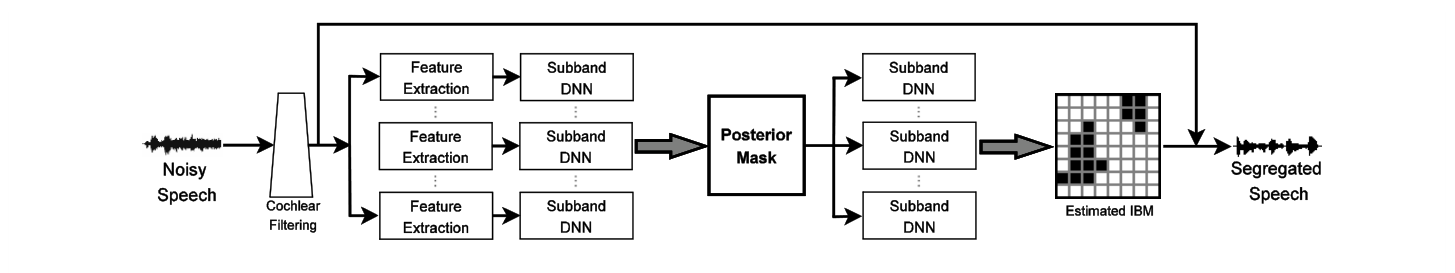 Noisy
Speech
Cochlear
Filtering
Feature
Extraction
Subband
DNN
Feature
Extraction
Subband
DNN
Feature
Extraction
Subband
DNN
Posterior
Mask
Subband
DNN
Subband
DNN
Subband
DNN
Estimated IBM
Segregated
Speech